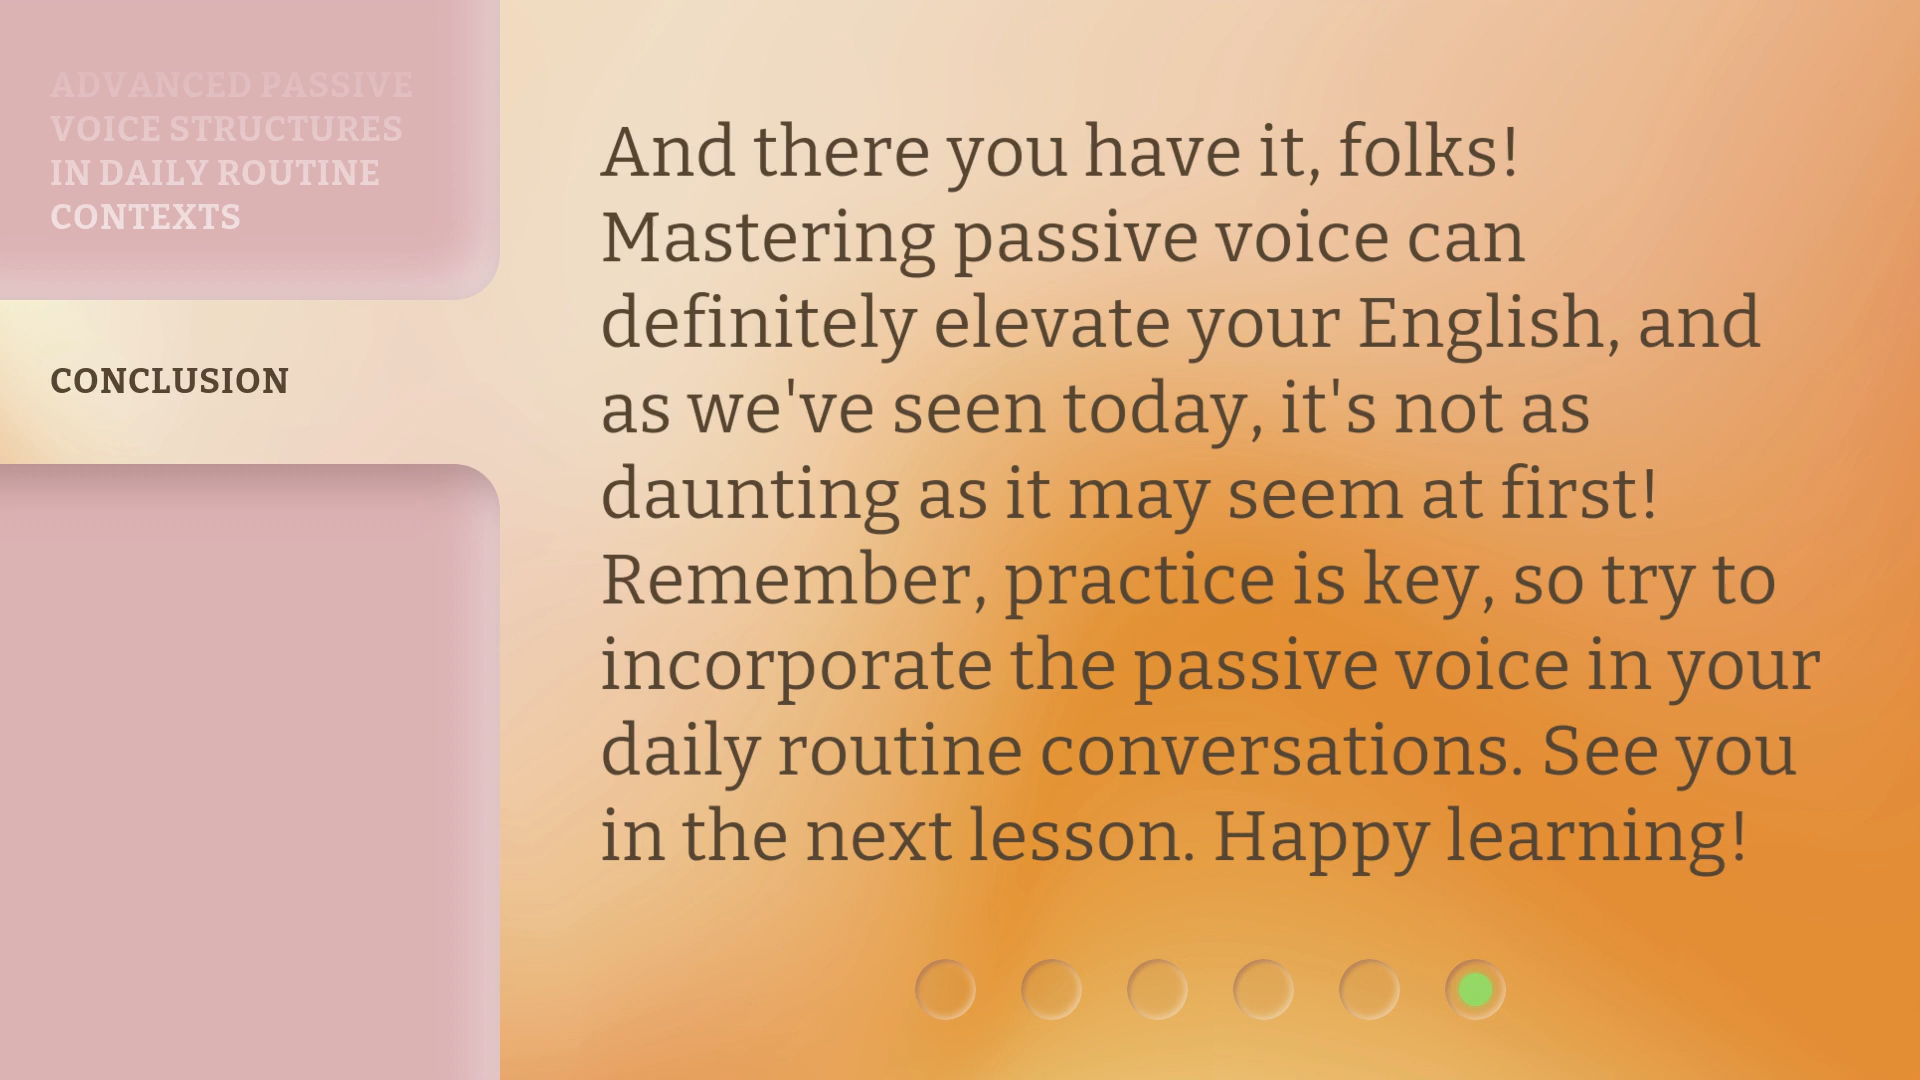 ADVANCED PASSIVE
VOICE STRUCTURES
IN DAILY ROUTINE
CONTEXTS
CONCLUSION
And there you have it, folks!
Mastering passive voice can
definitely elevate your English, and
as we've seen today, it's not as
daunting as it may seem at first!
Remember, practice is key, so try to
incorporate the passive voice in your
daily routine conversations. See you
in the next lesson. Happy learning!